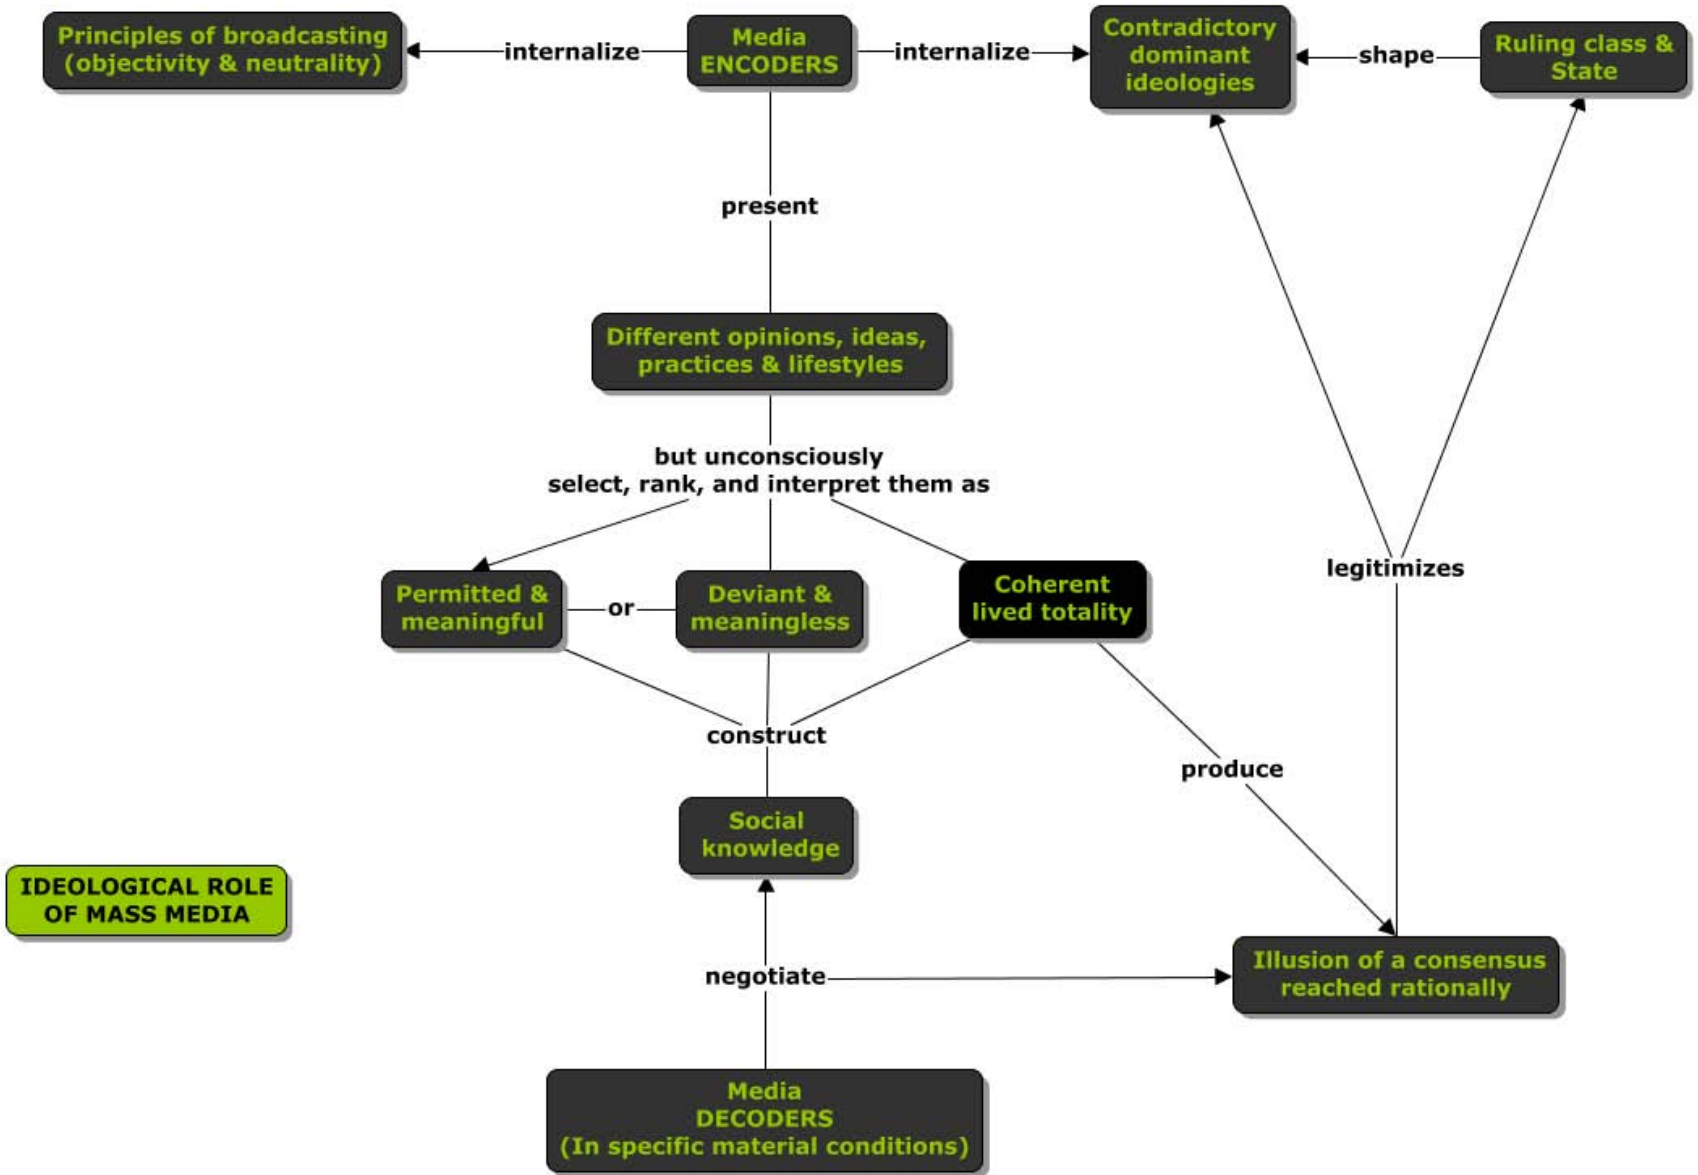 Principles of broadcasting
(objectivity & neutrality)
internalize
Media
ENCODERS
internalize
Contradictory
dominant
ideologies
shape
Ruling class &
State
present
Different opinions, ideas,
practices & lifestyles
but unconsciously
select, rank, and interpret them as
Permitted &
meaningful
or
Deviant &
meaningless
Coherent
lived totality
legitimizes
construct
produce
Social
knowledge
IDEOLOGICAL ROLE
OF MASS MEDIA
negotiate
Illusion of a consensus
reached rationally
Media
DECODERS
(In specific material conditions)